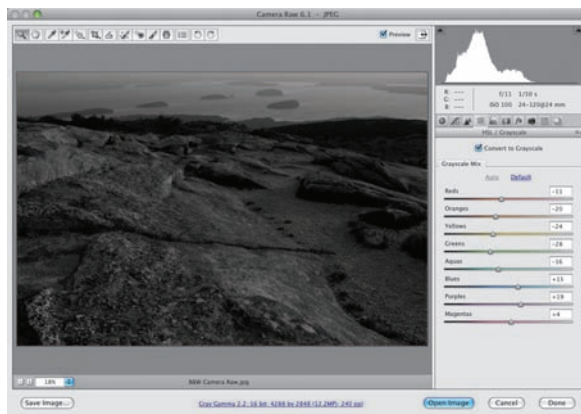 Camera Raw 6.1 - JPEG
Preview
R: ---
G: ---
B: ---
f/11 1/10 s
ISO 100 24-120@24 mm
HSL / Grayscale
Convert to Grayscale
Grayscale Mix
Auto Default
Reds -11
Oranges -20
Yellows -24
Greens -28
Aquas -16
Blues +15
Purples +19
Magentas +4
18%
B&W Camera Raw.jpg
Save Image...
Gray Gamma 2.2; 16 bit; 4288 by 2848 (12.2MP); 240 ppi
Open Image
Cancel
Done